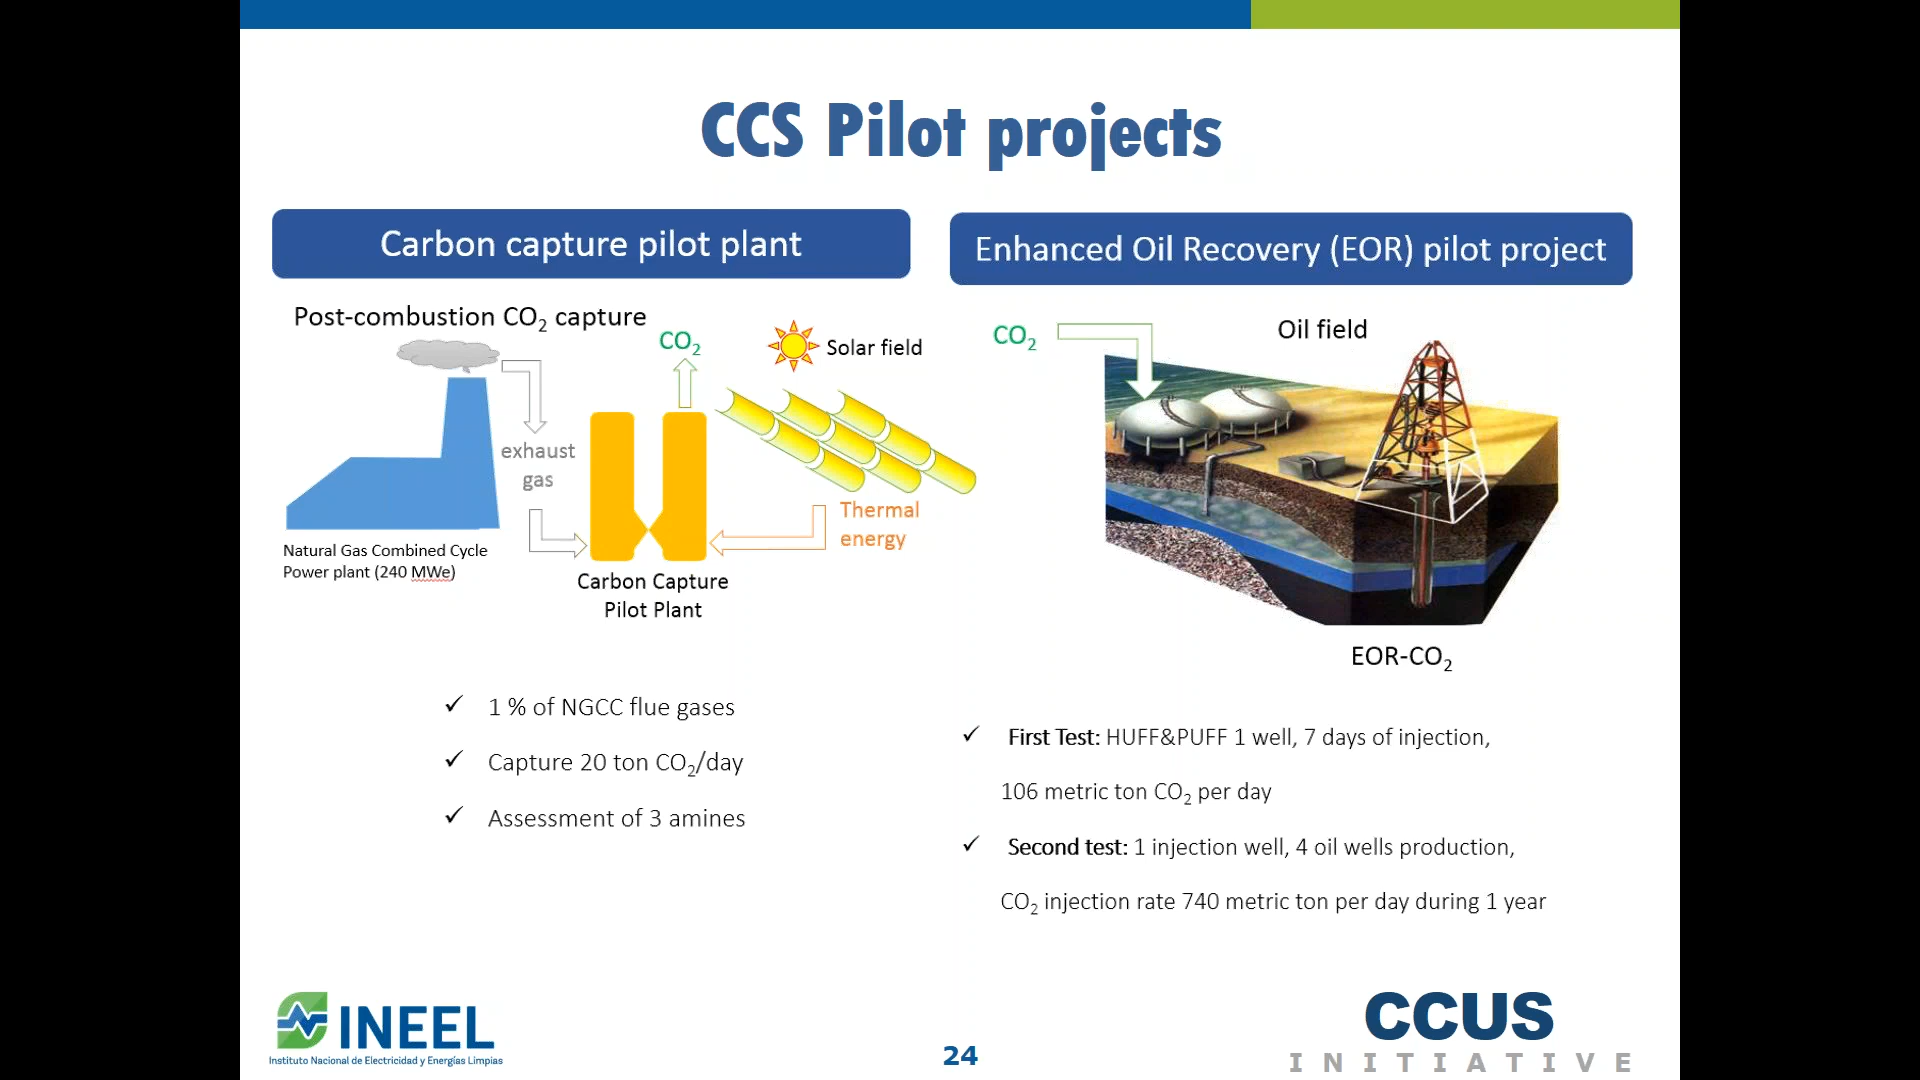 CCS Pilot projects
Carbon capture pilot plant
Post-combustion CO₂ capture
CO₂
Solar field
exhaust
gas
Thermal
energy
Natural Gas Combined Cycle
Power plant (240 MWe)
Carbon Capture
Pilot Plant
✓ 1 % of NGCC flue gases
✓ Capture 20 ton CO₂/day
✓ Assessment of 3 amines
Enhanced Oil Recovery (EOR) pilot project
CO₂
Oil field
EOR-CO₂
✓ First Test: HUFF&PUFF 1 well, 7 days of injection,
106 metric ton CO₂ per day
✓ Second test: 1 injection well, 4 oil wells production,
CO₂ injection rate 740 metric ton per day during 1 year
INEEL
Instituto Nacional de Electricidad y Energías Limpias
24
CCUS
INITIATIVE